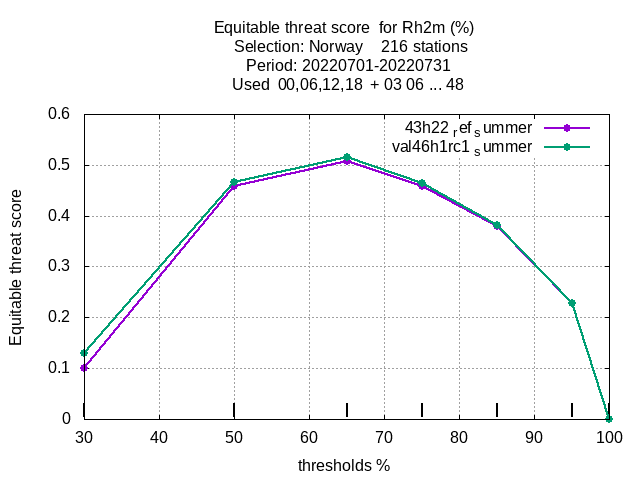 Equitable threat score for Rh2m (%)
Selection: Norway 216 stations
Period: 20220701-20220731
Used 00,06,12,18 + 03 06 ... 48
43h22 ref summer
val46h1rc1 summer
Equitable threat score
0.6
0.5
0.4
0.3
0.2
0.1
0
30 40 50 60 70 80 90 100
thresholds %